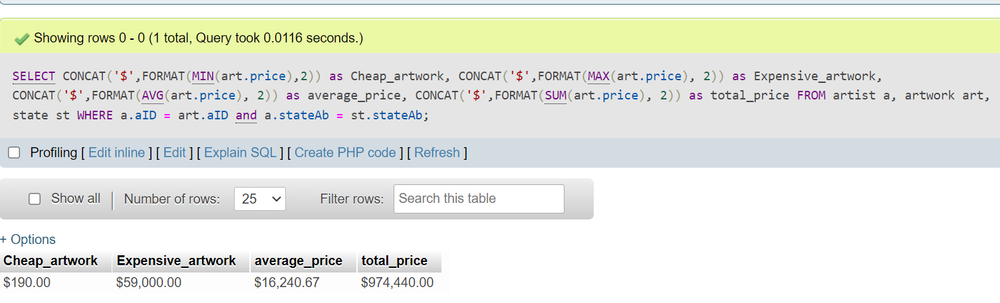 Showing rows 0 - 0 (1 total, Query took 0.0116 seconds.)
SELECT CONCAT('$',FORMAT(MIN(art.price),2)) as Cheap_artwork, CONCAT('$',FORMAT(MAX(art.price), 2)) as Expensive_artwork,
CONCAT('$',FORMAT(AVG(art.price), 2)) as average_price, CONCAT('$',FORMAT(SUM(art.price), 2)) as total_price FROM artist a, artwork art,
state st WHERE a.aID = art.aID and a.stateAb = st.stateAb;
Profiling [ Edit inline ] [ Edit ] [ Explain SQL ] [ Create PHP code ] [ Refresh ]
Show all Number of rows: 25 Filter rows: Search this table
+ Options
Cheap_artwork Expensive_artwork average_price total_price
$190.00 $59,000.00 $16,240.67 $974,440.00